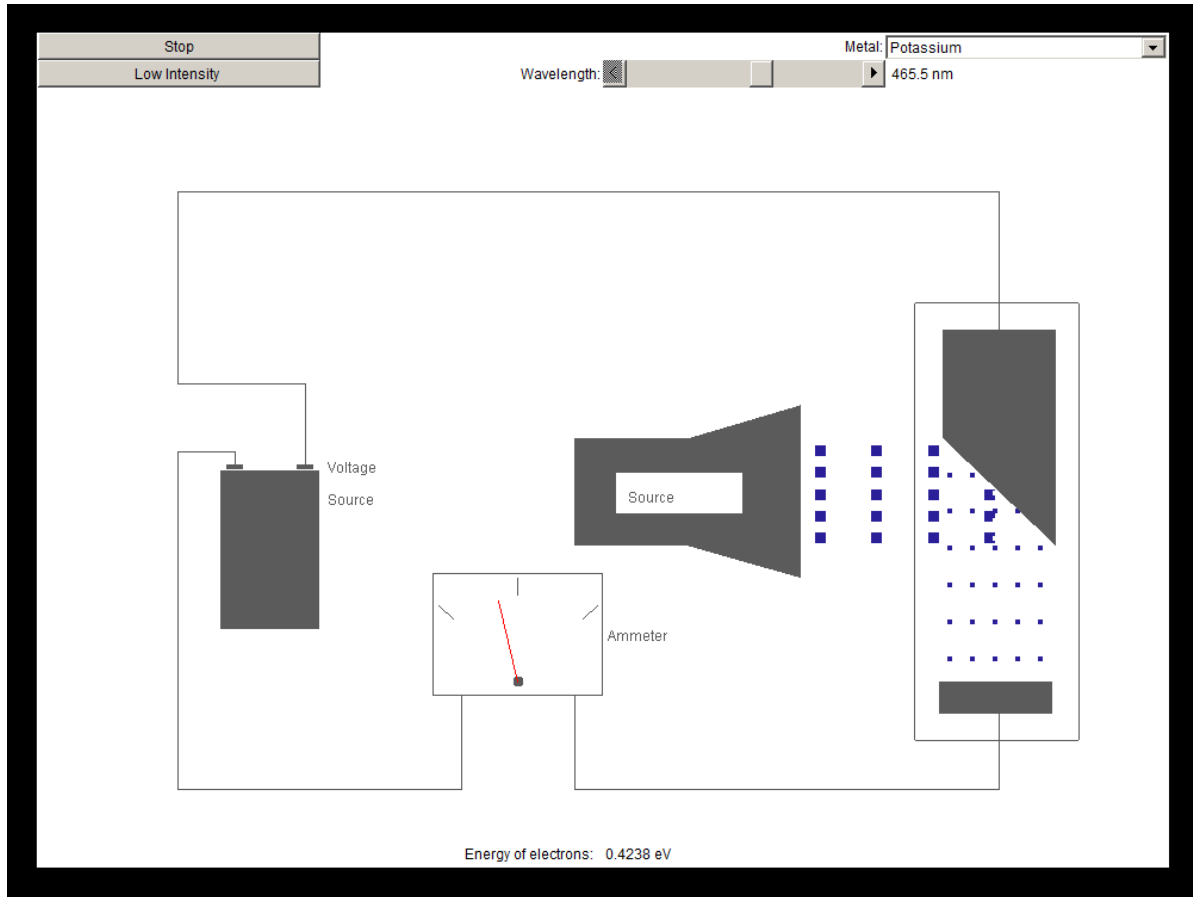 Stop
Metal: Potassium
Low Intensity
Wavelength: 465.5 nm
Voltage
Source
Source
Ammeter
Energy of electrons: 0.4238 eV